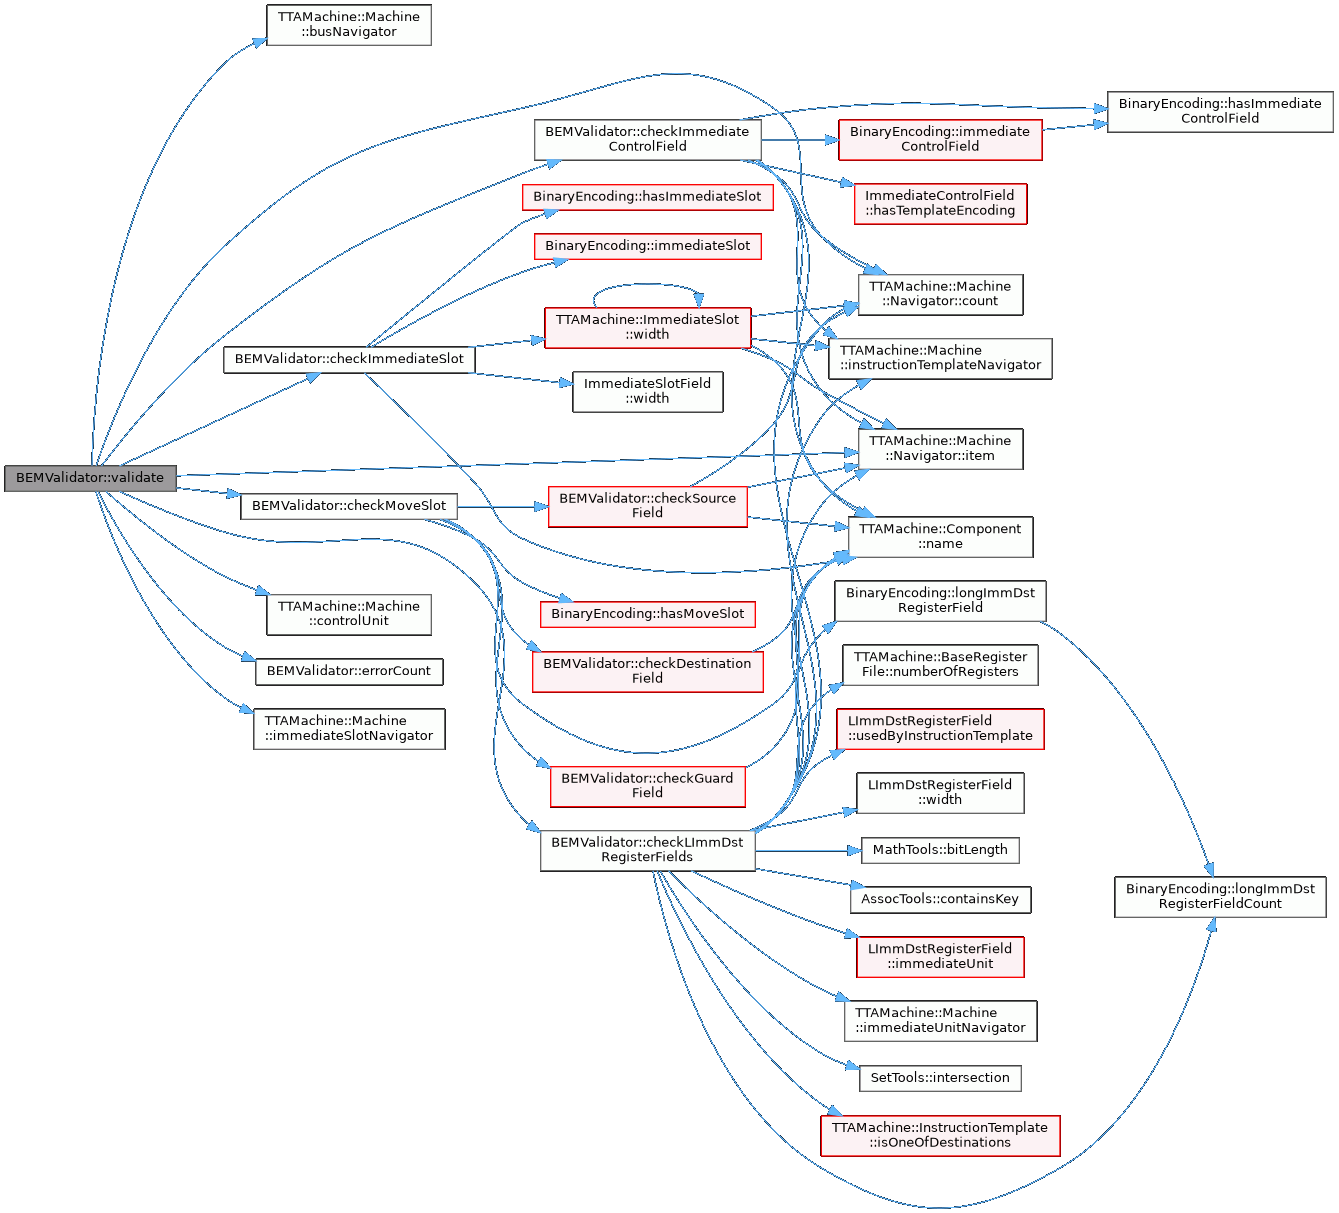 TTAMachine::Machine
::busNavigator
BEMValidator::checkImmediate
ControlField
BinaryEncoding::immediate
ControlField
BinaryEncoding::hasImmediate
ControlField
BinaryEncoding::hasImmediateSlot
ImmediateControlField
::hasTemplateEncoding
BinaryEncoding::immediateSlot
TTAMachine::Machine
::Navigator::count
TTAMachine::ImmediateSlot
::width
TTAMachine::Machine
::instructionTemplateNavigator
BEMValidator::checkImmediateSlot
ImmediateSlotField
::width
TTAMachine::Machine
::Navigator::item
BEMValidator::validate
BEMValidator::checkMoveSlot
BEMValidator::checkSource
Field
TTAMachine::Component
::name
TTAMachine::Machine
::controlUnit
BinaryEncoding::hasMoveSlot
BinaryEncoding::longImmDst
RegisterField
BEMValidator::errorCount
BEMValidator::checkDestination
Field
TTAMachine::BaseRegister
File::numberOfRegisters
TTAMachine::Machine
::immediateSlotNavigator
LImmDstRegisterField
::usedByInstructionTemplate
BEMValidator::checkGuard
Field
LImmDstRegisterField
::width
BEMValidator::checkLImmDst
RegisterFields
MathTools::bitLength
AssocTools::containsKey
BinaryEncoding::longImmDst
RegisterFieldCount
LImmDstRegisterField
::immediateUnit
TTAMachine::Machine
::immediateUnitNavigator
SetTools::intersection
TTAMachine::InstructionTemplate
::isOneOfDestinations